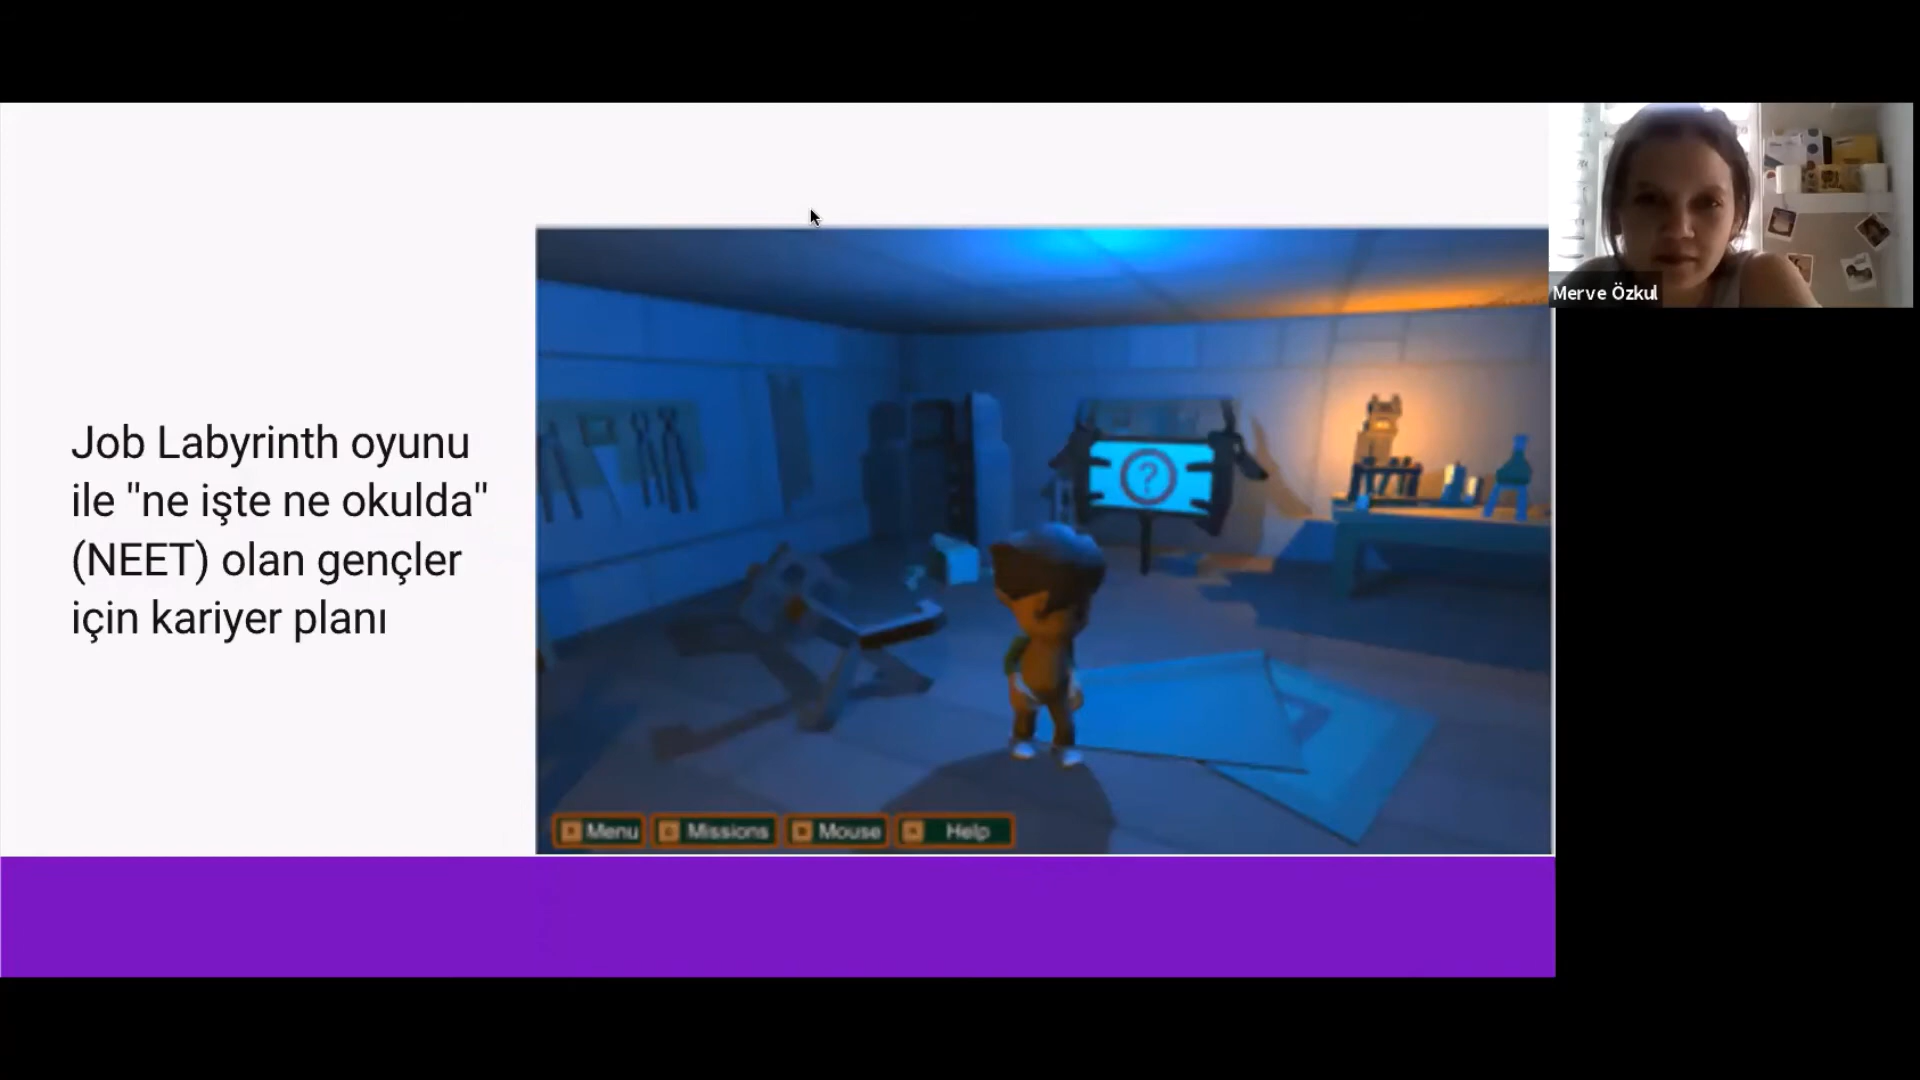 Merve Özkul
Job Labyrinth oyunu
ile "ne işte ne okulda"
(NEET) olan gençler
için kariyer planı
?
Menu
Missions
Mouse
Help